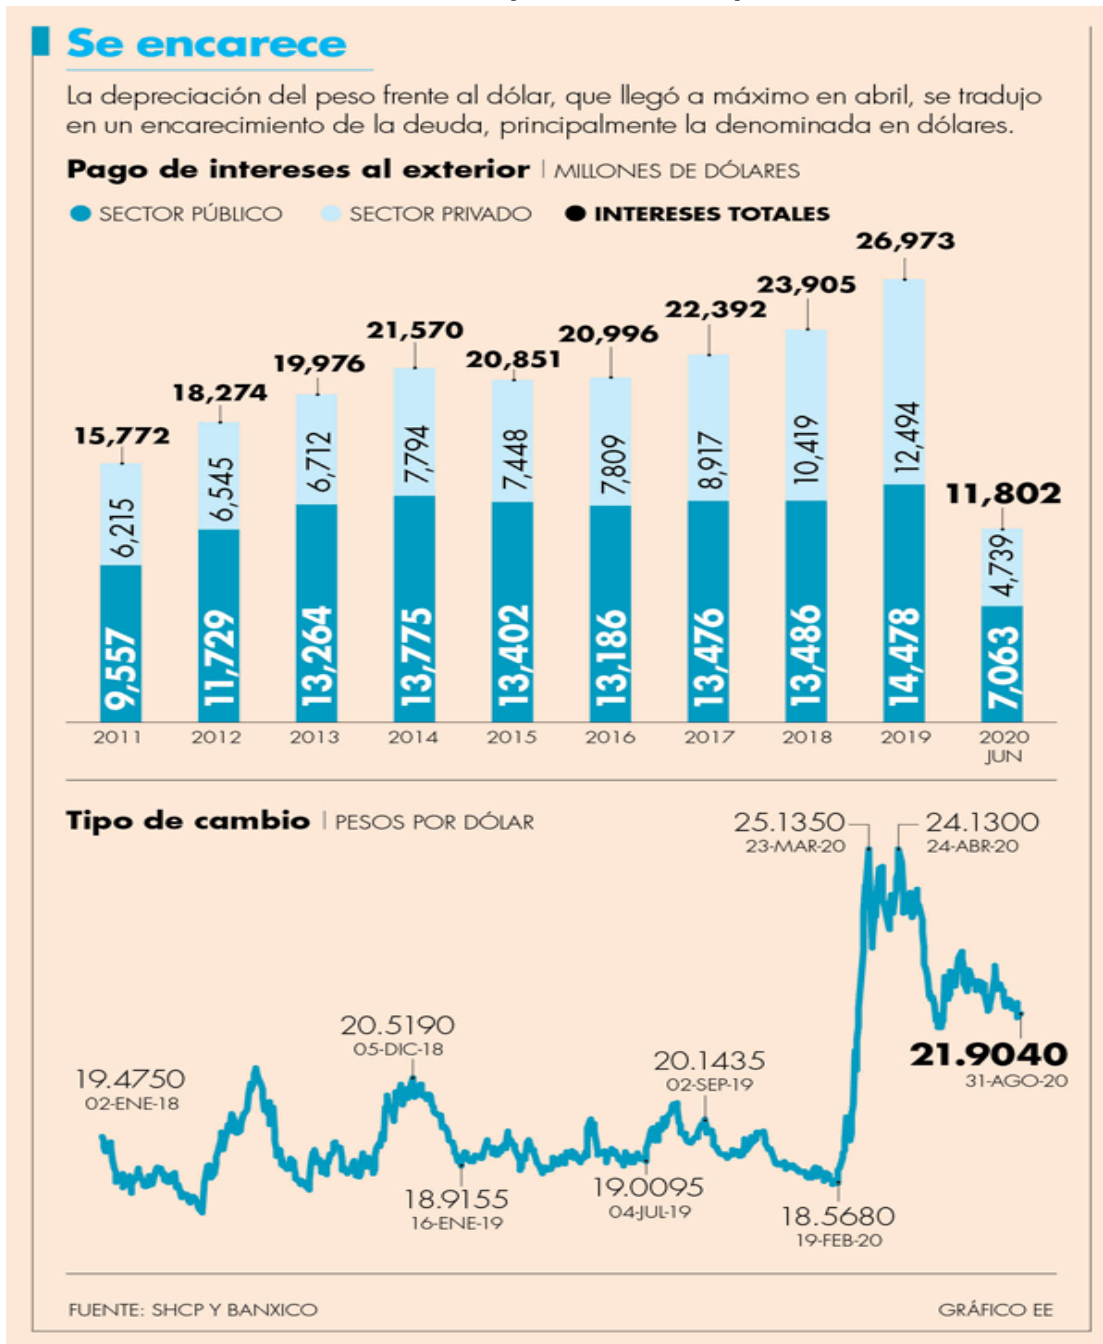 Se encarece
La depreciación del peso frente al dólar, que llegó a máximo en abril, se tradujo
en un encarecimiento de la deuda, principalmente la denominada en dólares.
Pago de intereses al exterior | MILLONES DE DÓLARES
SECTOR PÚBLICO SECTOR PRIVADO INTERESES TOTALES
15,772 18,274 19,976 21,570 20,851 20,996 22,392 23,905 26,973 11,802
6,215 6,545 6,712 7,794 7,448 7,809 8,917 10,419 12,494 4,739
9,557 11,729 13,264 13,775 13,402 13,186 13,476 13,486 14,478 7,063
2011 2012 2013 2014 2015 2016 2017 2018 2019 2020
JUN
Tipo de cambio | PESOS POR DÓLAR
25.1350 24.1300
23-MAR-20 24-ABR-20
20.5190
05-DIC-18
19.4750
02-ENE-18
20.1435
02-SEP-19
21.9040
31-AGO-20
18.9155
16-ENE-19
19.0095
04-JUL-19
18.5680
19-FEB-20
FUENTE: SHCP Y BANXICO GRÁFICO EE